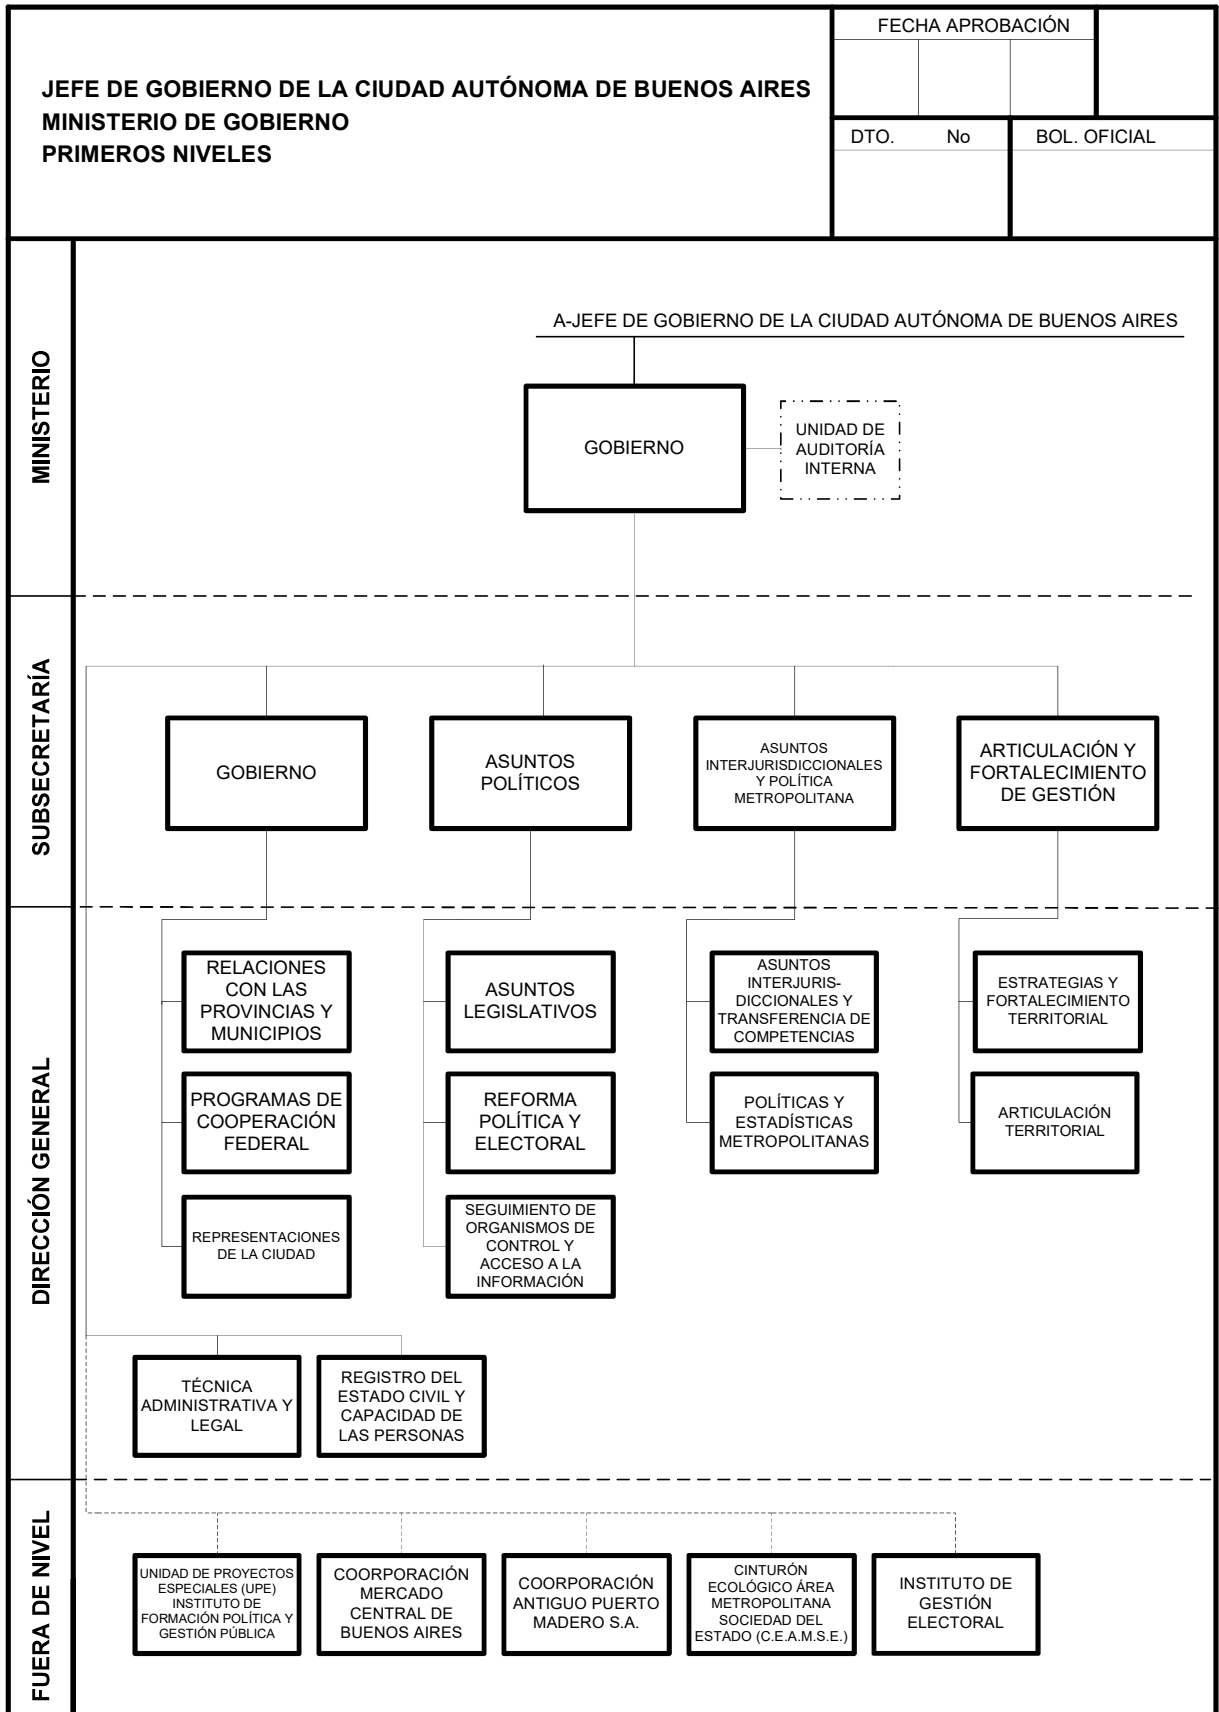 JEFE DE GOBIERNO DE LA CIUDAD AUTÓNOMA DE BUENOS AIRES
MINISTERIO DE GOBIERNO
PRIMEROS NIVELES
FECHA APROBACIÓN
DTO. No
BOL. OFICIAL
MINISTERIO
A-JEFE DE GOBIERNO DE LA CIUDAD AUTÓNOMA DE BUENOS AIRES
GOBIERNO
UNIDAD DE
AUDITORÍA
INTERNA
SUBSECRETARÍA
GOBIERNO
ASUNTOS
POLÍTICOS
ASUNTOS
INTERJURISDICCIONALES
Y POLÍTICA
METROPOLITANA
ARTICULACIÓN Y
FORTALECIMIENTO
DE GESTIÓN
DIRECCIÓN GENERAL
RELACIONES
CON LAS
PROVINCIAS Y
MUNICIPIOS
ASUNTOS
LEGISLATIVOS
ASUNTOS
INTERJURIS-
DICCIONALES Y
TRANSFERENCIA DE
COMPETENCIAS
ESTRATEGIAS Y
FORTALECIMIENTO
TERRITORIAL
PROGRAMAS DE
COOPERACIÓN
FEDERAL
REFORMA
POLÍTICA Y
ELECTORAL
POLÍTICAS Y
ESTADÍSTICAS
METROPOLITANAS
ARTICULACIÓN
TERRITORIAL
REPRESENTACIONES
DE LA CIUDAD
SEGUIMIENTO DE
ORGANISMOS DE
CONTROL Y
ACCESO A LA
INFORMACIÓN
TÉCNICA
ADMINISTRATIVA Y
LEGAL
REGISTRO DEL
ESTADO CIVIL Y
CAPACIDAD DE
LAS PERSONAS
FUERA DE NIVEL
UNIDAD DE PROYECTOS
ESPECIALES (UPE)
INSTITUTO DE
FORMACIÓN POLÍTICA Y
GESTIÓN PÚBLICA
COORPORACIÓN
MERCADO
CENTRAL DE
BUENOS AIRES
COORPORACIÓN
ANTIGUO PUERTO
MADERO S.A.
CINTURÓN
ECOLÓGICO ÁREA
METROPOLITANA
SOCIEDAD DEL
ESTADO (C.E.A.M.S.E.)
INSTITUTO DE
GESTIÓN
ELECTORAL